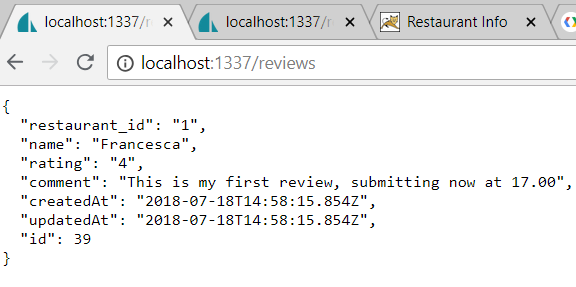 localhost:1337/r
localhost:1337/r
Restaurant Info
localhost:1337/reviews
{
  "restaurant_id": "1",
  "name": "Francesca",
  "rating": "4",
  "comment": "This is my first review, submitting now at 17.00",
  "createdAt": "2018-07-18T14:58:15.854Z",
  "updatedAt": "2018-07-18T14:58:15.854Z",
  "id": 39
}